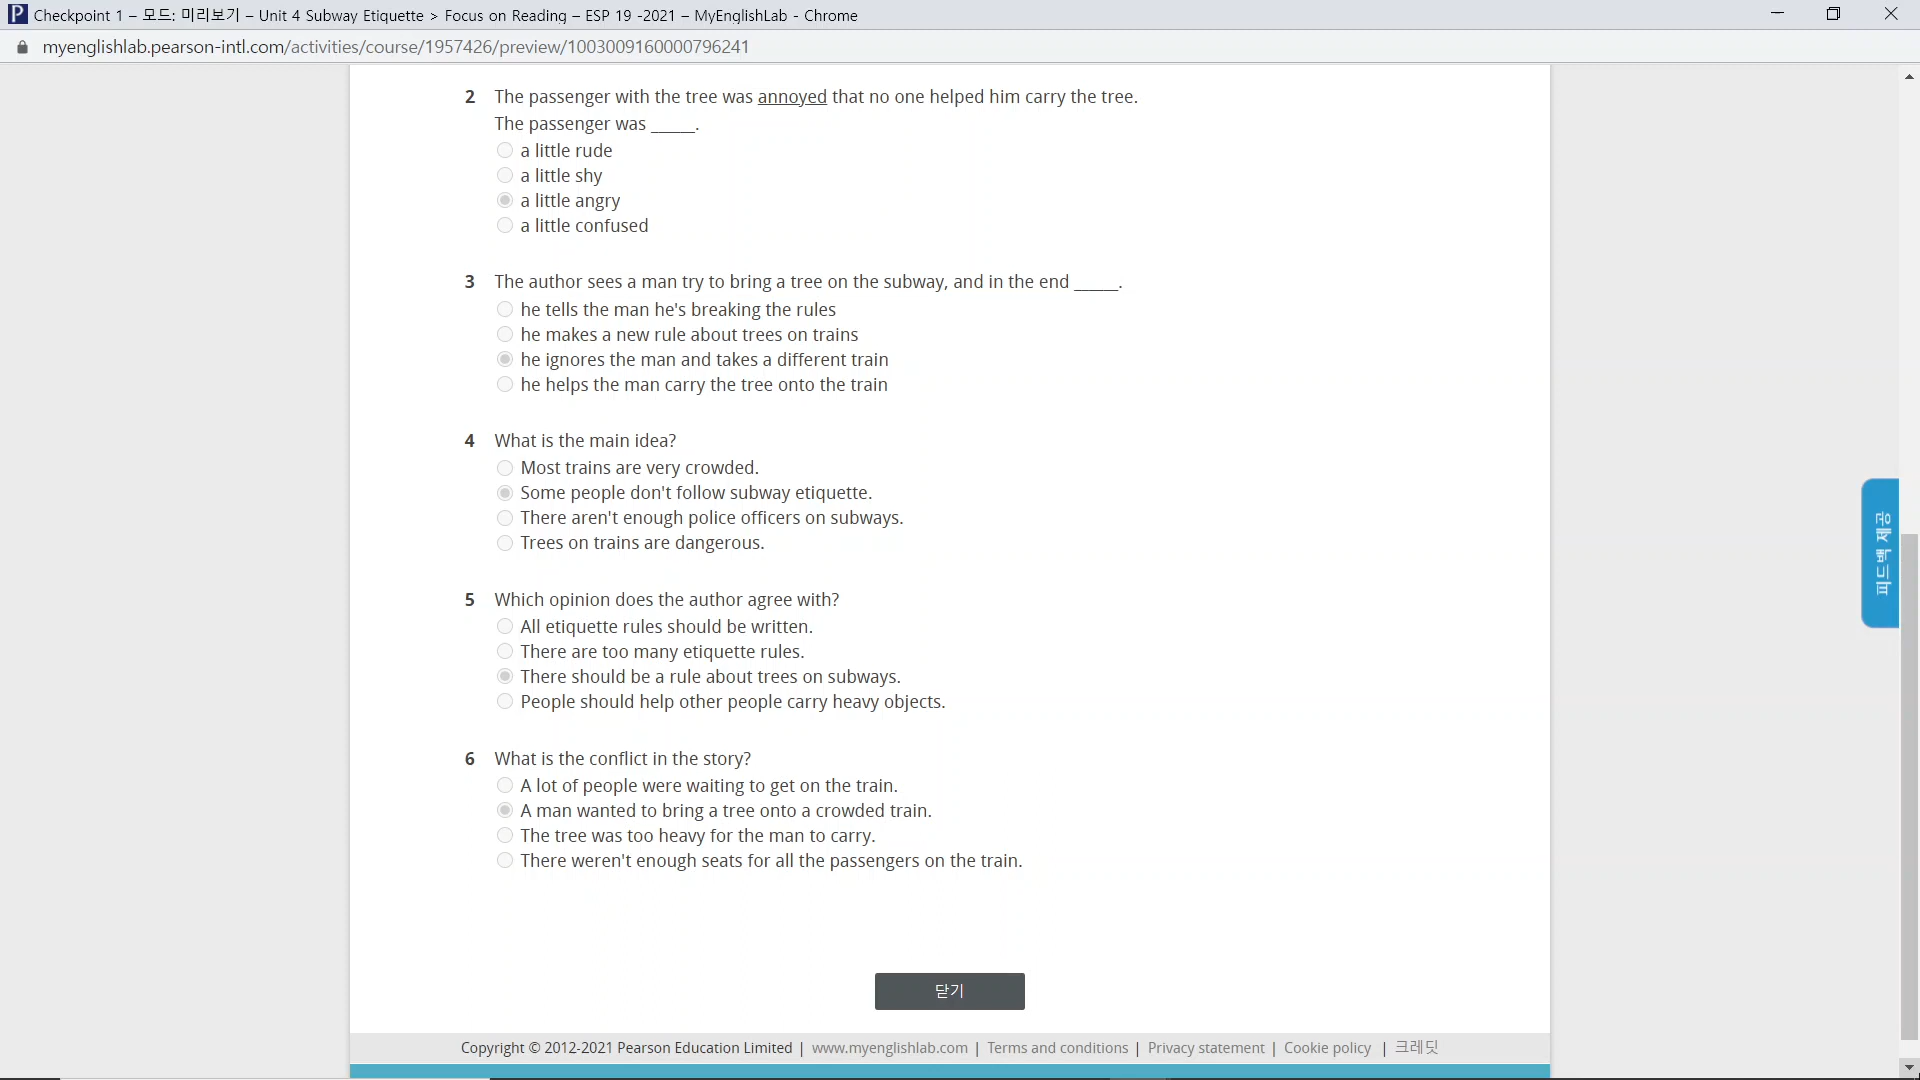 Checkpoint 1 – 모드: 미리보기 – Unit 4 Subway Etiquette > Focus on Reading – ESP 19 -2021 – MyEnglishLab - Chrome
myenglishlab.pearson-intl.com/activities/course/1957426/preview/1003009160000796241
2 The passenger with the tree was annoyed that no one helped him carry the tree.
The passenger was _____.
a little rude
a little shy
a little angry
a little confused
3 The author sees a man try to bring a tree on the subway, and in the end _____.
he tells the man he's breaking the rules
he makes a new rule about trees on trains
he ignores the man and takes a different train
he helps the man carry the tree onto the train
4 What is the main idea?
Most trains are very crowded.
Some people don't follow subway etiquette.
There aren't enough police officers on subways.
Trees on trains are dangerous.
5 Which opinion does the author agree with?
All etiquette rules should be written.
There are too many etiquette rules.
There should be a rule about trees on subways.
People should help other people carry heavy objects.
6 What is the conflict in the story?
A lot of people were waiting to get on the train.
A man wanted to bring a tree onto a crowded train.
The tree was too heavy for the man to carry.
There weren't enough seats for all the passengers on the train.
피드백 제공
닫기
Copyright © 2012-2021 Pearson Education Limited | www.myenglishlab.com | Terms and conditions | Privacy statement | Cookie policy | 크레딧